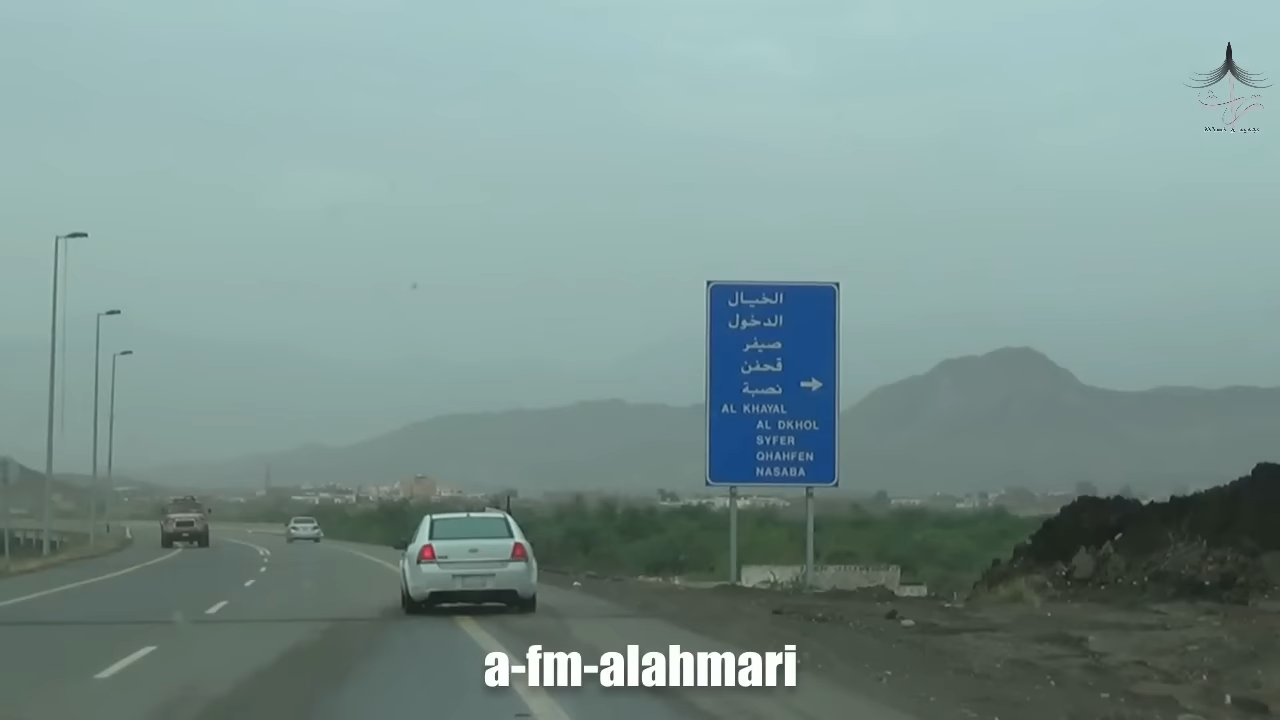 الخيال
الدخول
صيفر
قحفن
نصبة
AL KHAYAL
AL DKHOL
SYFER
QHAHFEN
NASABA
a-fm-alahmari